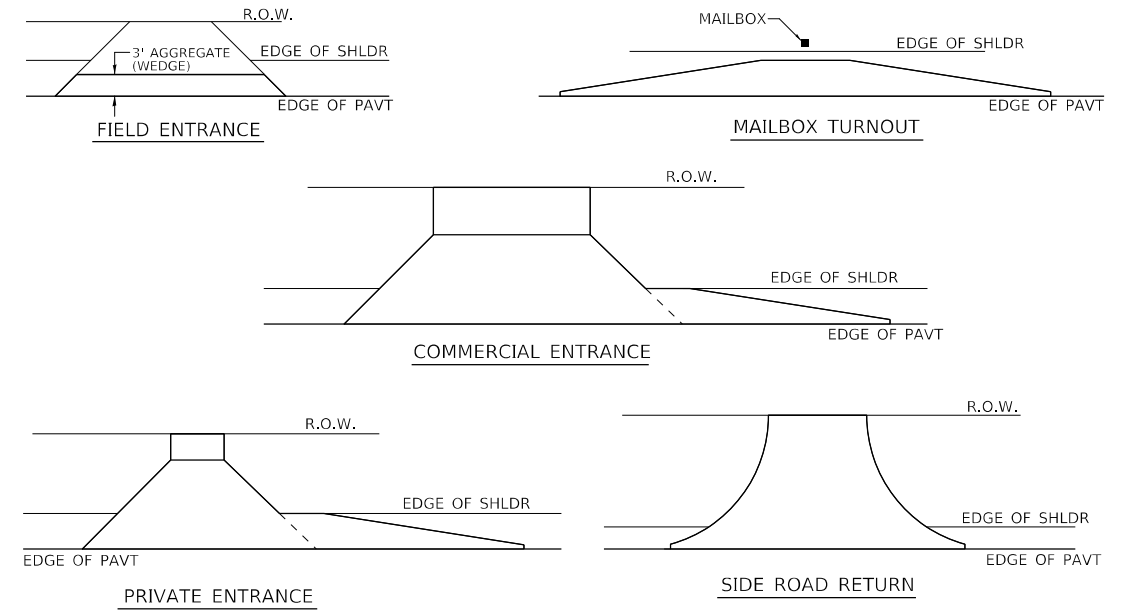 R.O.W.
3' AGGREGATE
(WEDGE)
EDGE OF SHLDR
EDGE OF PAVT
FIELD ENTRANCE
MAILBOX
EDGE OF SHLDR
EDGE OF PAVT
MAILBOX TURNOUT
R.O.W.
EDGE OF SHLDR
EDGE OF PAVT
COMMERCIAL ENTRANCE
R.O.W.
EDGE OF SHLDR
EDGE OF PAVT
PRIVATE ENTRANCE
R.O.W.
EDGE OF SHLDR
EDGE OF PAVT
SIDE ROAD RETURN